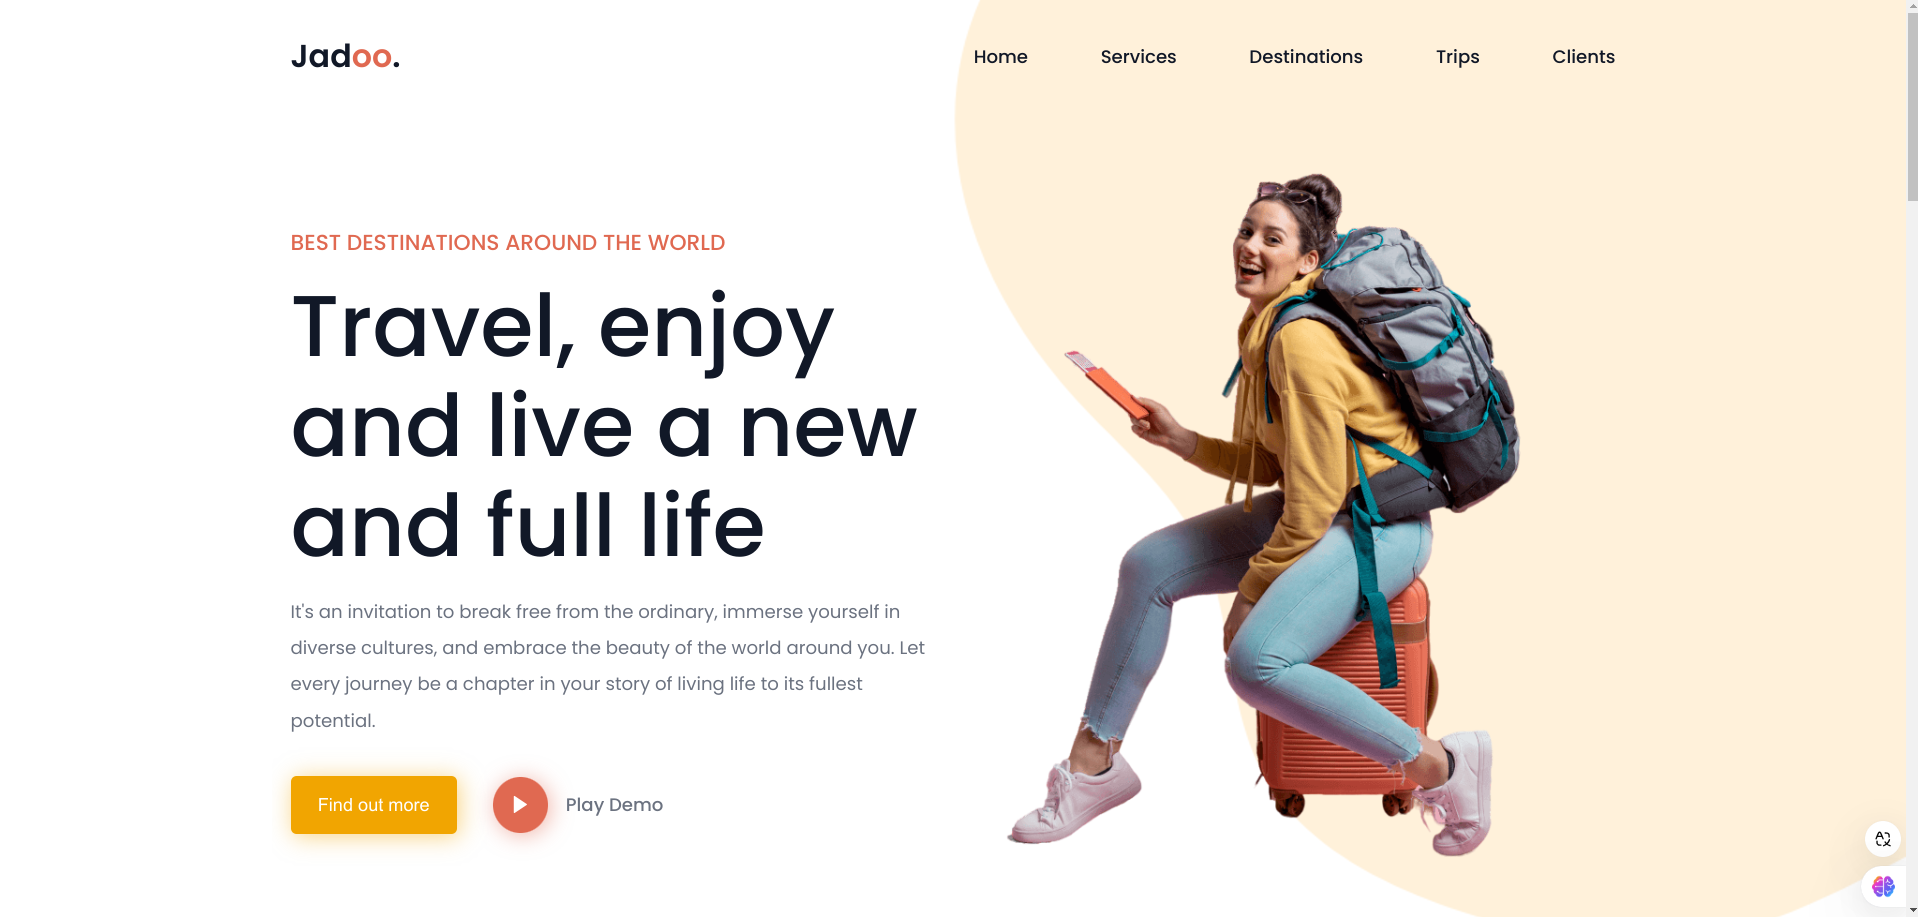 Jadoo.
Home Services Destinations Trips Clients
BEST DESTINATIONS AROUND THE WORLD
Travel, enjoy
and live a new
and full life
It's an invitation to break free from the ordinary, immerse yourself in
diverse cultures, and embrace the beauty of the world around you. Let
every journey be a chapter in your story of living life to its fullest
potential.
Find out more
Play Demo